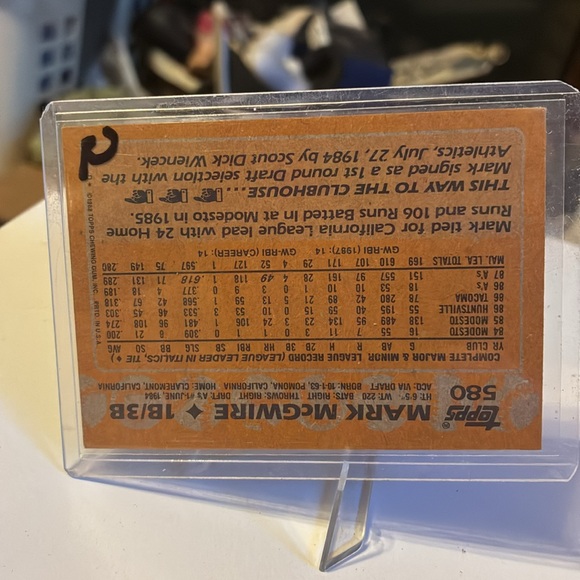 topps®
580
MARK McGWIRE ♦ 1B/3B
HT: 6'5" WT: 220 BATS: RIGHT THROWS: RIGHT DRAFT: A'S #1-JUNE, 1984
ACQ: VIA DRAFT BORN: 10-1-63, POMONA, CALIFORNIA HOME: CLAREMONT, CALIFORNIA
COMPLETE MAJOR & MINOR LEAGUE RECORD (LEAGUE LEADER IN ITALICS, TIE ♦)
YR CLUB G AB R H 2B 3B HR RBI SB SLG BB SO AVG
84 MODESTO 16 55 7 11 3 0 1 1 0 .309 8 21 .200
85 MODESTO 138 489 95 134 23 3 24 106 1 .481 96 108 .274
86 HUNTSVILLE 55 195 40 59 15 0 10 53 3 .533 46 45 .303
86 TACOMA 78 280 42 89 21 5 13 59 1 .568 42 67 .318
86 A's 18 53 10 10 1 0 3 9 0 .377 4 18 .189
87 A's 151 557 97 161 28 4 49 118 1 .618 71 131 .289
MAJ. LEA. TOTALS 169 610 107 171 29 4 52 127 1 .597 75 149 .280
GW-RBI (1987): 14 GW-RBI (CAREER): 14
Mark tied for California League lead with 24 Home
Runs and 106 Runs Batted In at Modesto in 1985.
THIS WAY TO THE CLUBHOUSE...
Mark signed as a 1st round Draft selection with the
Athletics, July 27, 1984 by Scout Dick Wiencek.
© 1988 TOPPS CHEWING GUM, INC. PRTD. IN U.S.A.